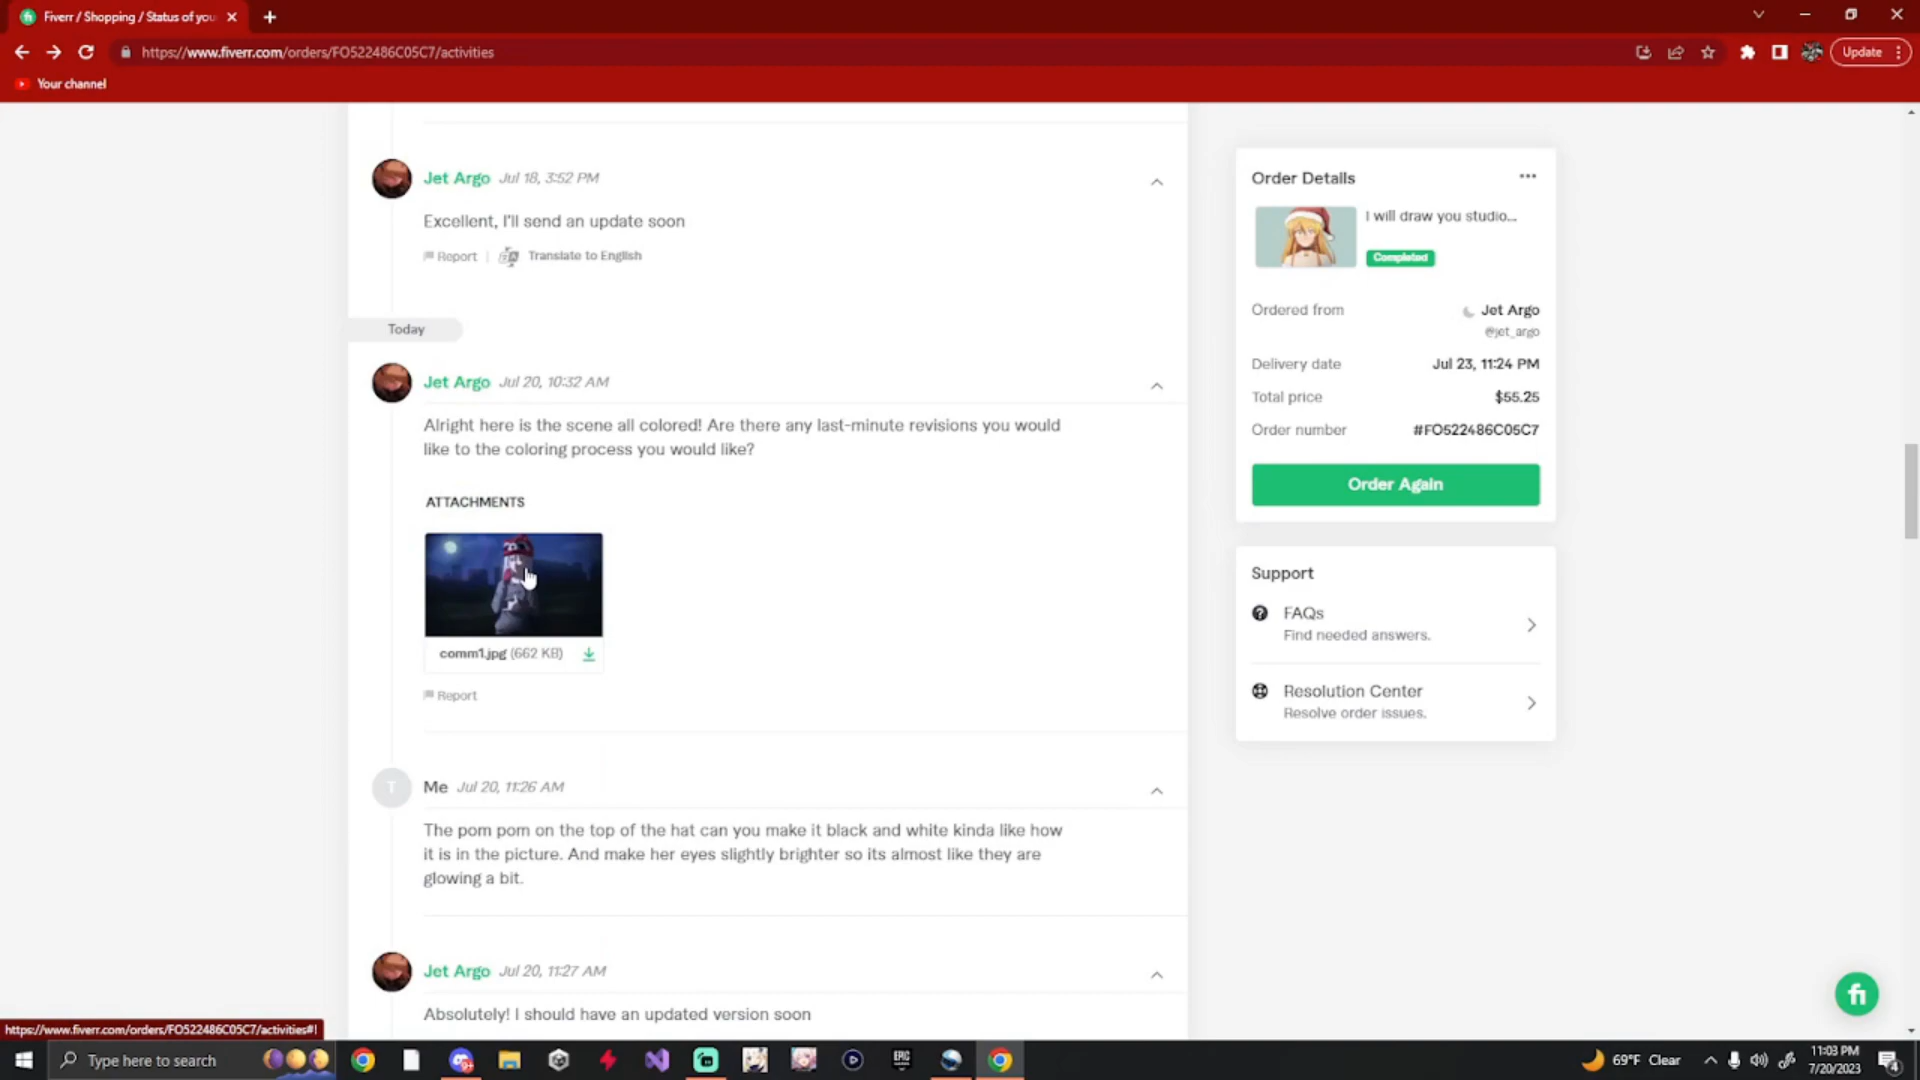 Fiverr / Shopping / Status of you
https://www.fiverr.com/orders/FO522486C05C7/activities
Update
Your channel
Jet Argo Jul 18, 3:52 PM
Excellent, I'll send an update soon
Report | Translate to English
Today
Jet Argo Jul 20, 10:32 AM
Alright here is the scene all colored! Are there any last-minute revisions you would
like to the coloring process you would like?
ATTACHMENTS
comm1.jpg (662 KB)
Report
T
Me Jul 20, 11:26 AM
The pom pom on the top of the hat can you make it black and white kinda like how
it is in the picture. And make her eyes slightly brighter so its almost like they are
glowing a bit.
Jet Argo Jul 20, 11:27 AM
Absolutely! I should have an updated version soon
Order Details
I will draw you studio...
Completed
Ordered from Jet Argo
@jet_argo
Delivery date Jul 23, 11:24 PM
Total price $55.25
Order number #FO522486C05C7
Order Again
Support
FAQs
Find needed answers.
Resolution Center
Resolve order issues.
fi
https://www.fiverr.com/orders/FO522486C05C7/activities#!
Type here to search
EPIC
69°F Clear
11:03 PM
7/20/2023
4